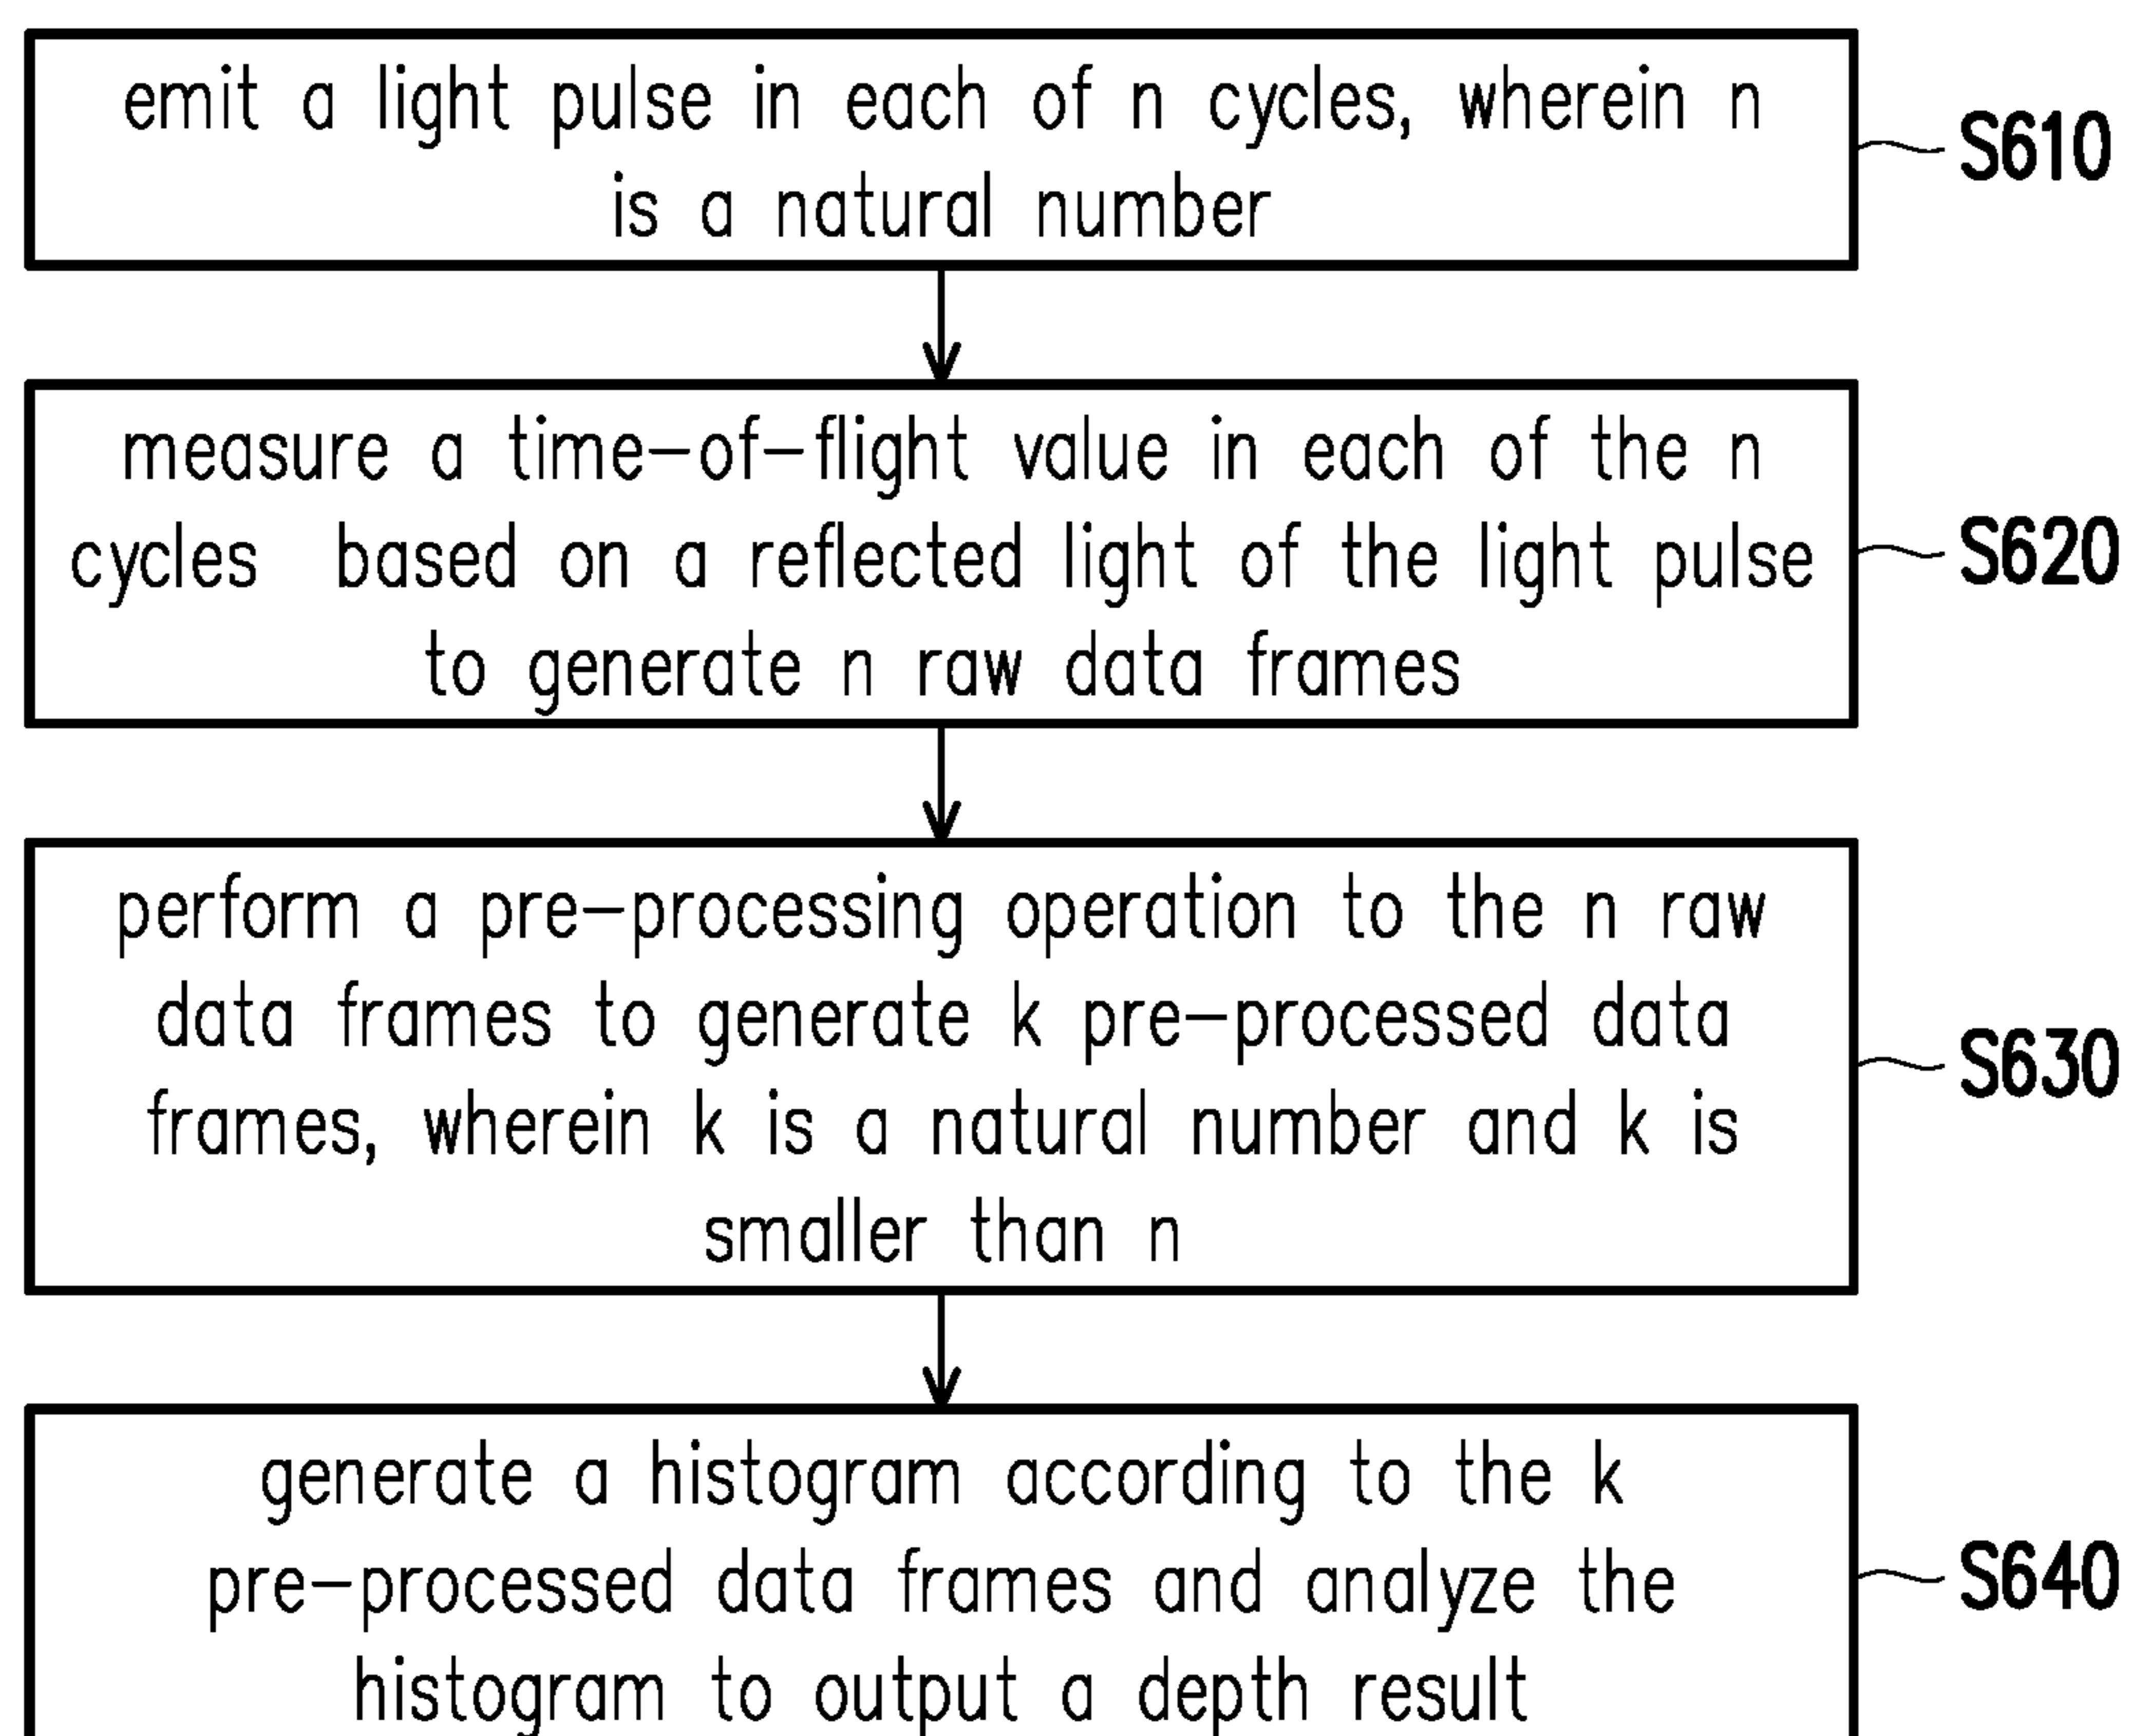 emit a light pulse in each of n cycles, wherein n
is a natural number
S610
measure a time-of-flight value in each of the n
cycles based on a reflected light of the light pulse
to generate n raw data frames
S620
perform a pre-processing operation to the n raw
data frames to generate k pre-processed data
frames, wherein k is a natural number and k is
smaller than n
S630
generate a histogram according to the k
pre-processed data frames and analyze the
histogram to output a depth result
S640